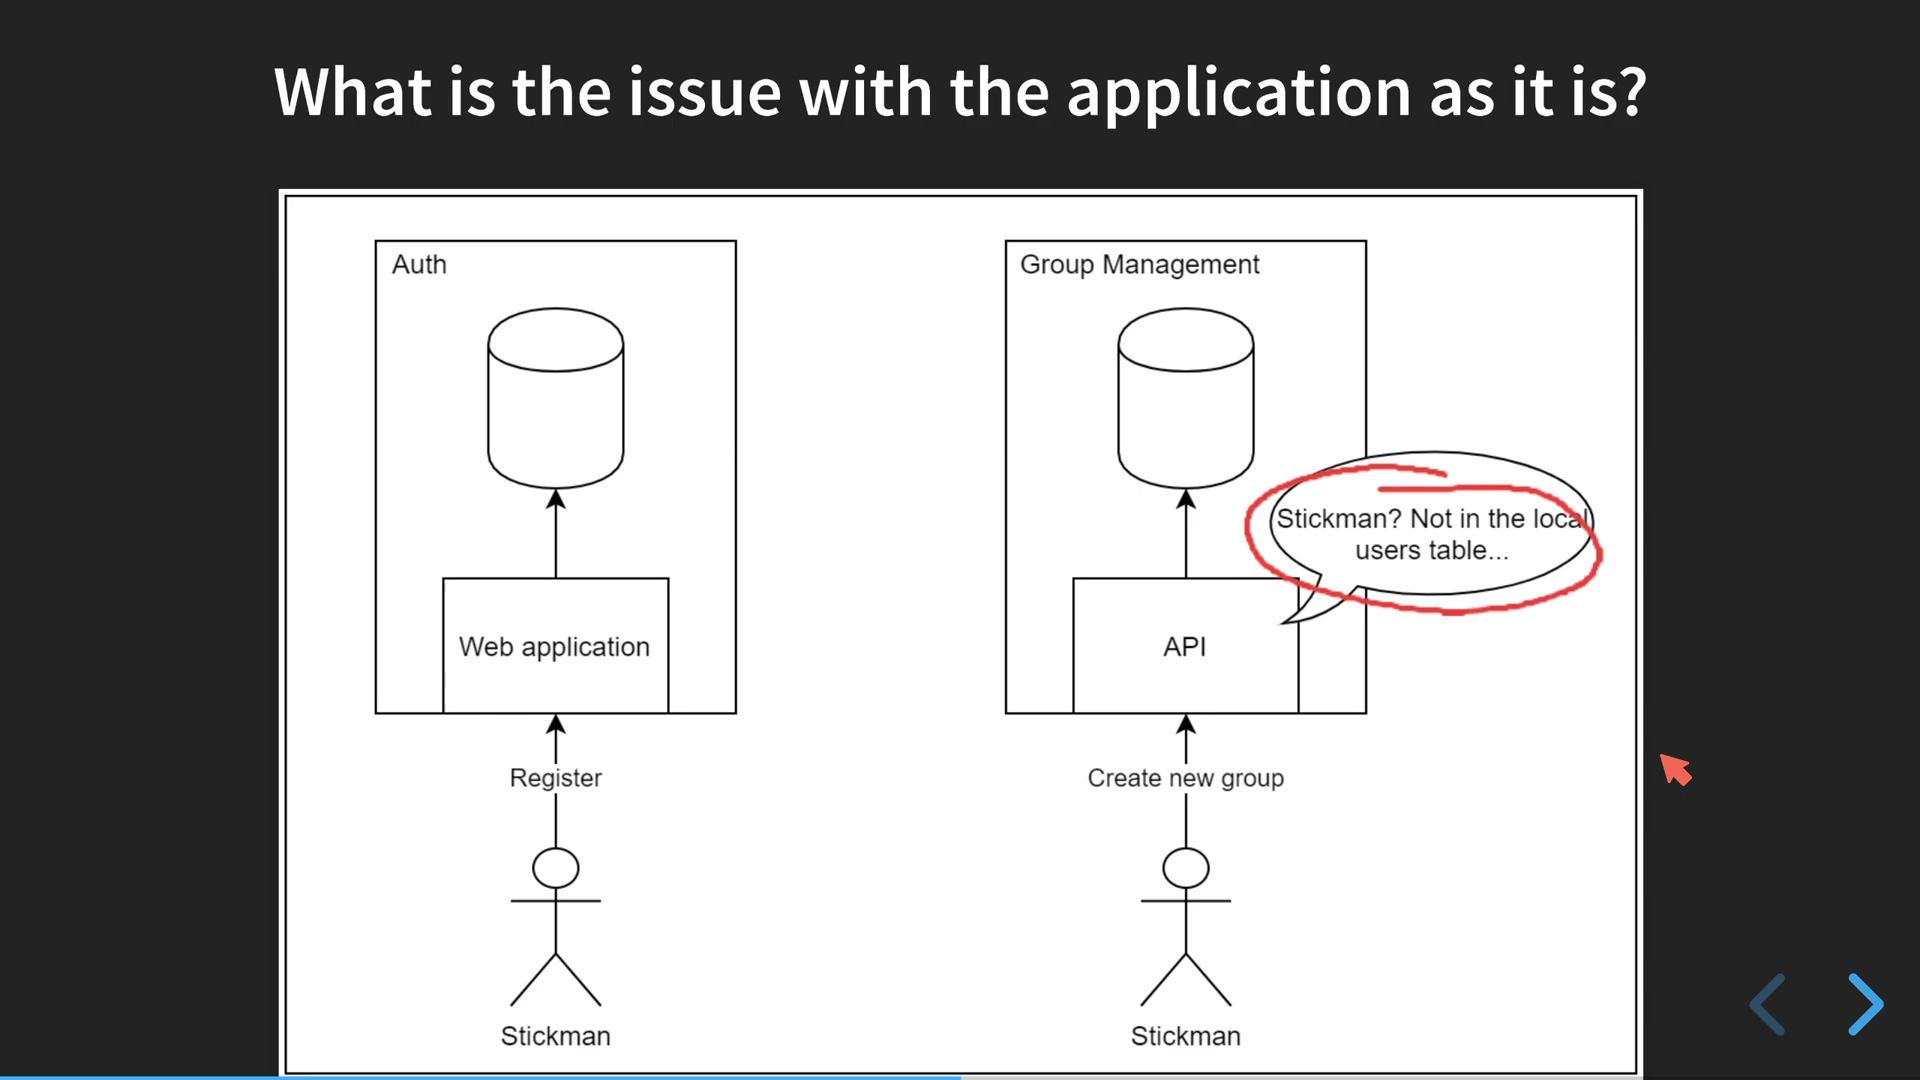 What is the issue with the application as it is?
Auth
Web application
Register
Stickman
Group Management
Stickman? Not in the local
users table...
API
Create new group
Stickman